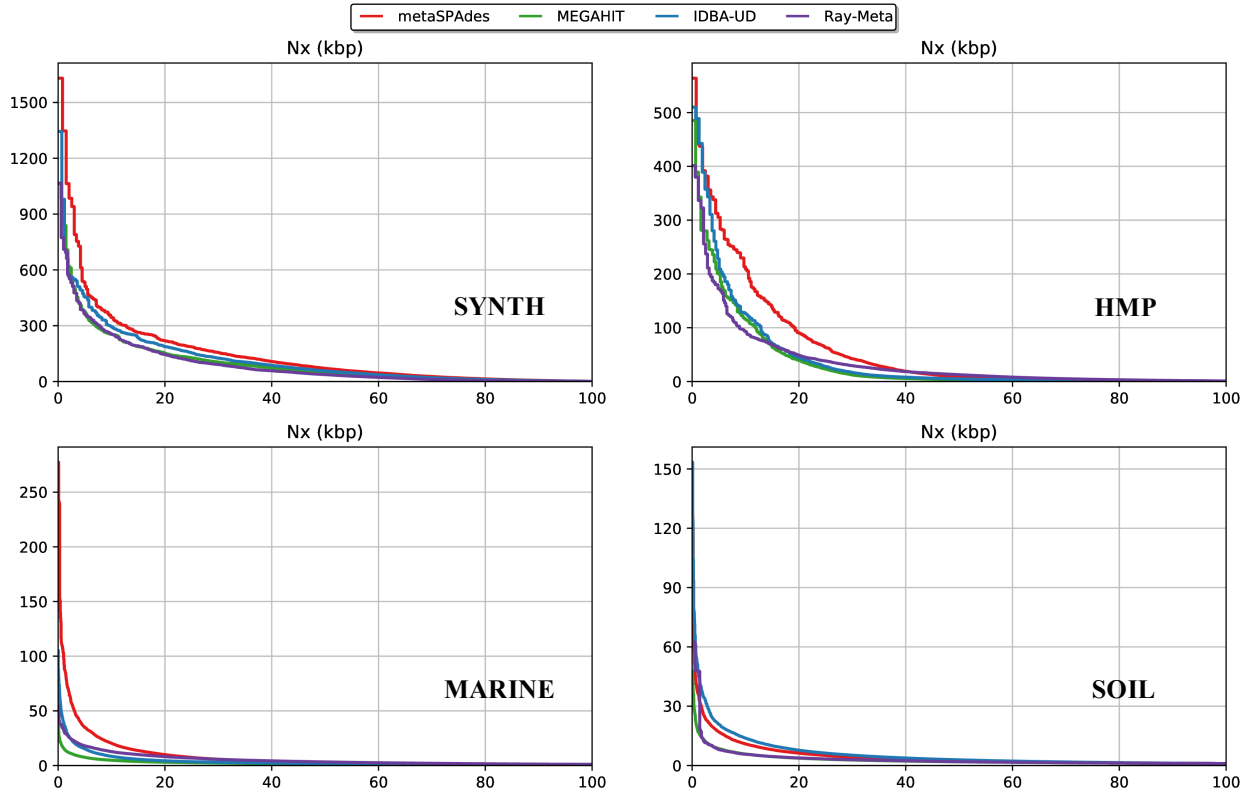 metaSPAdes MEGAHIT IDBA-UD Ray-Meta
Nx (kbp)
1500
1200
900
600
300
0
0 20 40 60 80 100
SYNTH
Nx (kbp)
500
400
300
200
100
0
0 20 40 60 80 100
HMP
Nx (kbp)
250
200
150
100
50
0
0 20 40 60 80 100
MARINE
Nx (kbp)
150
120
90
60
30
0
0 20 40 60 80 100
SOIL